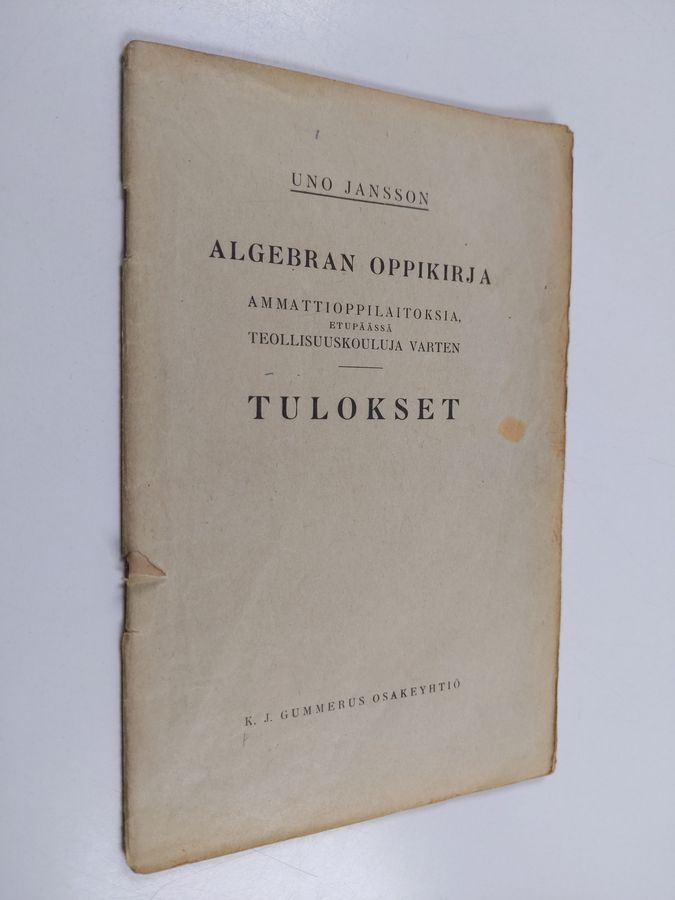 UNO JANSSON
ALGEBRAN OPPIKIRJA
AMMATTIOPPILAITOKSIA,
ETUPÄÄSSÄ
TEOLLISUUSKOULUJA VARTEN
TULOKSET
K. J. GUMMERUS OSAKEYHTIÖ